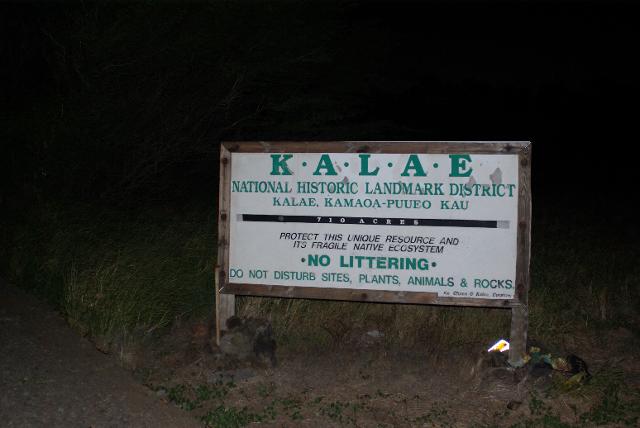 K·A·L·A·E
NATIONAL HISTORIC LANDMARK DISTRICT
KALAE, KAMAOA-PUUEO KAU
710 ACRES
PROTECT THIS UNIQUE RESOURCE AND
ITS FRAGILE NATIVE ECOSYSTEM
·NO LITTERING·
DO NOT DISTURB SITES, PLANTS, ANIMALS & ROCKS